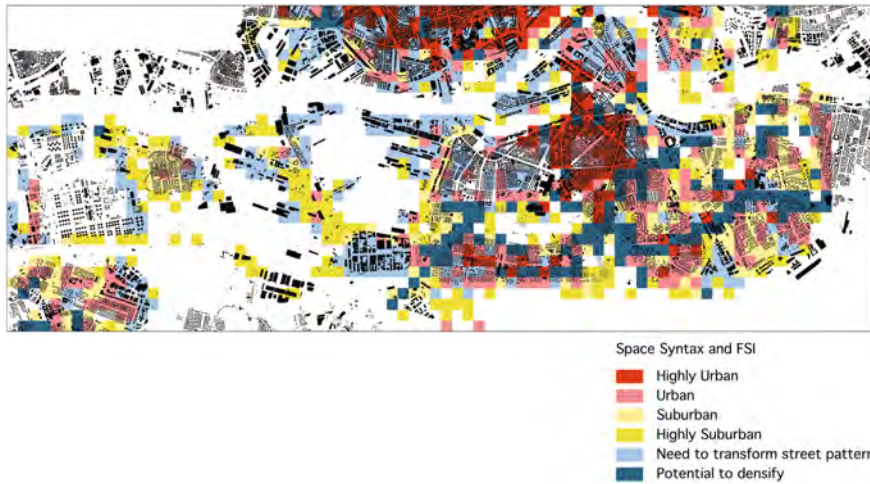 Space Syntax and FSI
Highly Urban
Urban
Suburban
Highly Suburban
Need to transform street pattern
Potential to densify